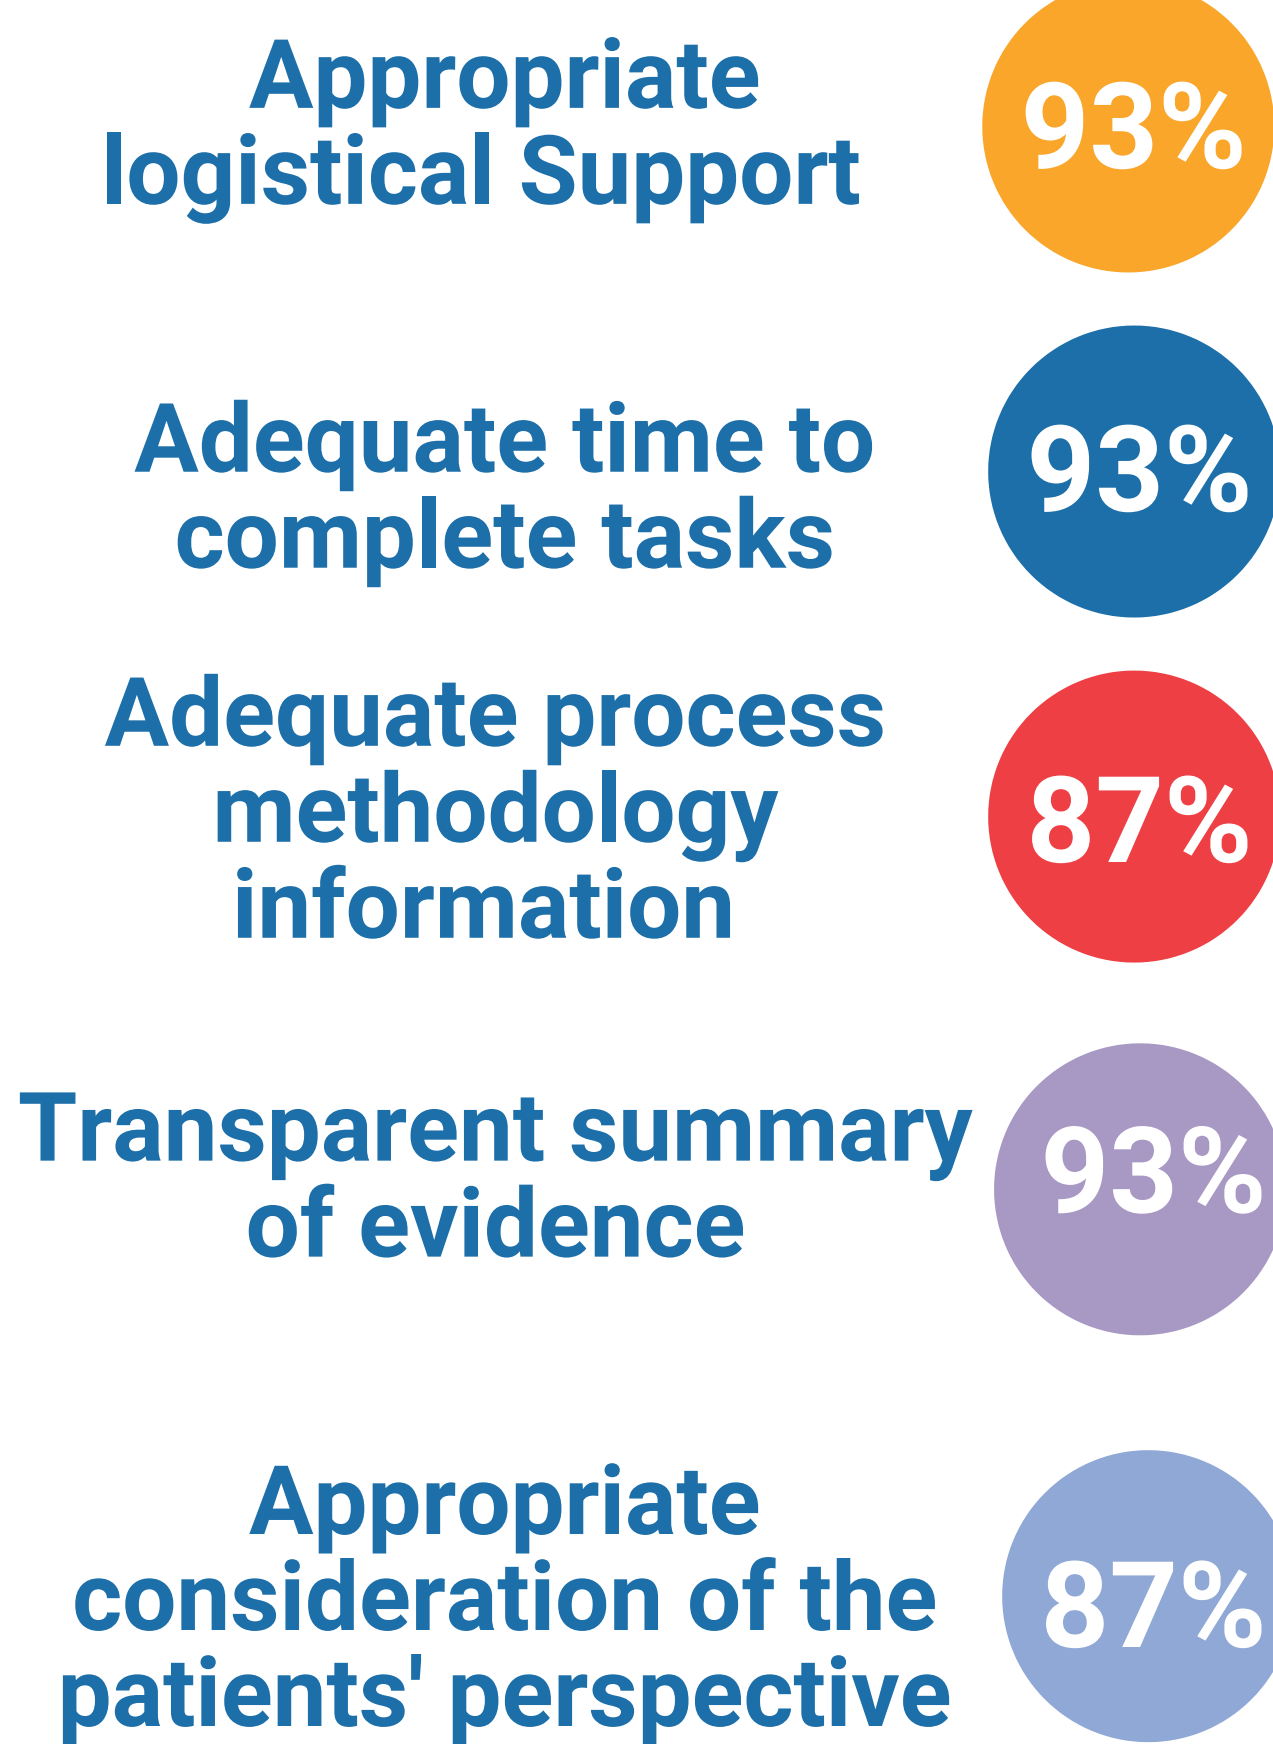 Appropriate
logistical Support
93%
Adequate time to
complete tasks
93%
Adequate process
methodology
information
87%
Transparent summary
of evidence
93%
Appropriate
consideration of the
patients' perspective
87%